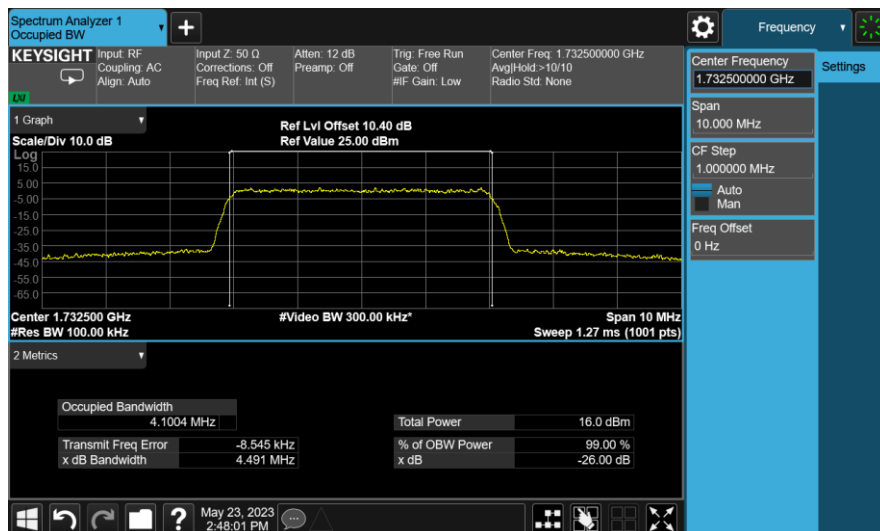 Spectrum Analyzer 1
Occupied BW
Frequency
KEYSIGHT
Input: RF
Coupling: AC
Align: Auto
Input Z: 50 Ω
Corrections: Off
Freq Ref: Int (S)
Atten: 12 dB
Preamp: Off
Trig: Free Run
Gate: Off
#IF Gain: Low
Center Freq: 1.732500000 GHz
Avg|Hold:>10/10
Radio Std: None
LXI
Center Frequency
1.732500000 GHz
Settings
Span
10.000 MHz
CF Step
1.000000 MHz
Auto
Man
Freq Offset
0 Hz
1 Graph
Scale/Div 10.0 dB
Ref Lvl Offset 10.40 dB
Ref Value 25.00 dBm
Log
15.0
5.00
-5.00
-15.0
-25.0
-35.0
-45.0
-55.0
-65.0
Center 1.732500 GHz
#Video BW 300.00 kHz*
Span 10 MHz
#Res BW 100.00 kHz
Sweep 1.27 ms (1001 pts)
2 Metrics
Occupied Bandwidth
4.1004 MHz
Total Power 16.0 dBm
Transmit Freq Error -8.545 kHz
% of OBW Power 99.00 %
x dB Bandwidth 4.491 MHz
x dB -26.00 dB
May 23, 2023
2:48:01 PM